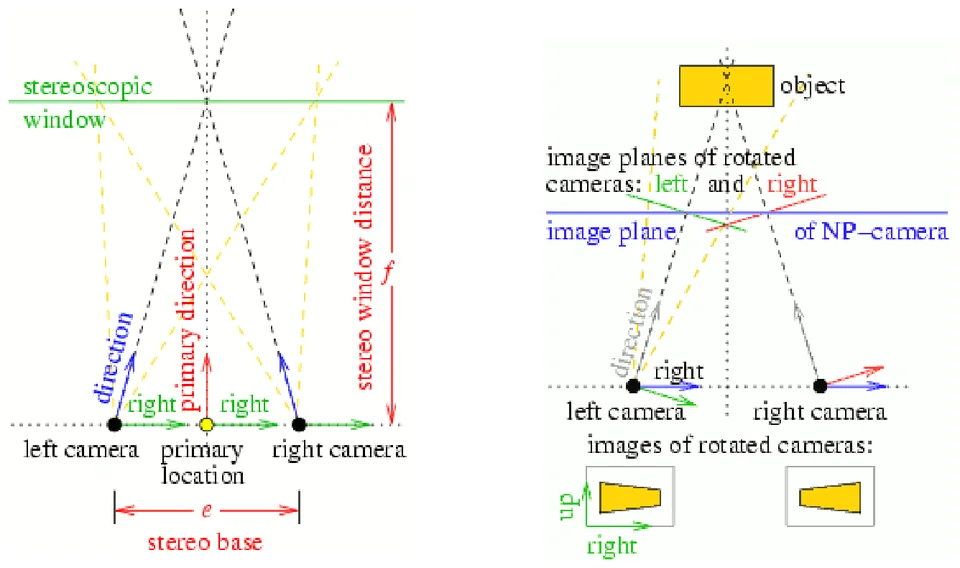 stereoscopic
window
direction
primary direction
stereo window distance
f
right
right
left camera
primary
location
right camera
e
stereo base
object
image planes of rotated
cameras: left and right
image plane
of NP–camera
direction
right
left camera
right camera
images of rotated cameras:
up
right